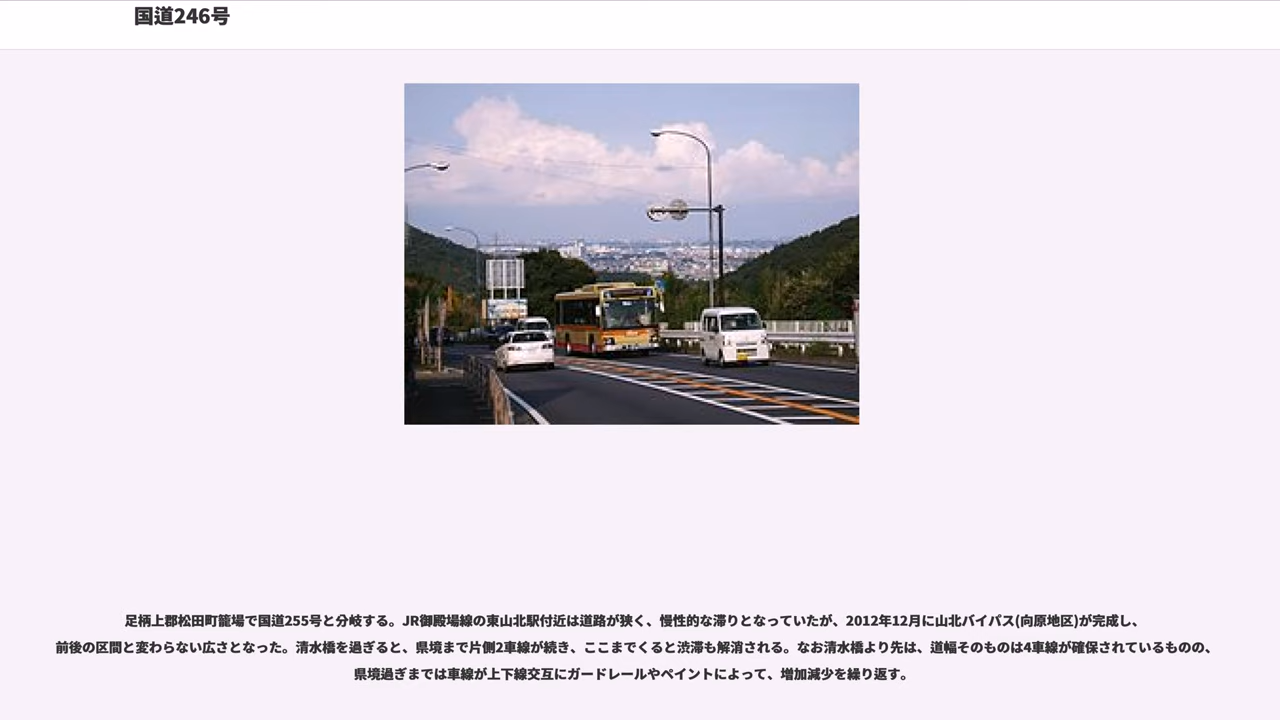 国道246号
足柄上郡松田町籠場で国道255号と分岐する。JR御殿場線の東山北駅付近は道路が狭く、慢性的な滞りとなっていたが、2012年12月に山北バイパス(向原地区)が完成し、
前後の区間と変わらない広さとなった。清水橋を過ぎると、県境まで片側2車線が続き、ここまでくると渋滞も解消される。なお清水橋より先は、道幅そのものは4車線が確保されているものの、
県境過ぎまでは車線が上下線交互にガードレールやペイントによって、増加減少を繰り返す。